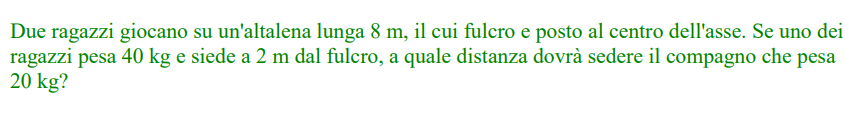 Due ragazzi giocano su un'altalena lunga 8 m, il cui fulcro e posto al centro dell'asse. Se uno dei
ragazzi pesa 40 kg e siede a 2 m dal fulcro, a quale distanza dovrà sedere il compagno che pesa
20 kg?